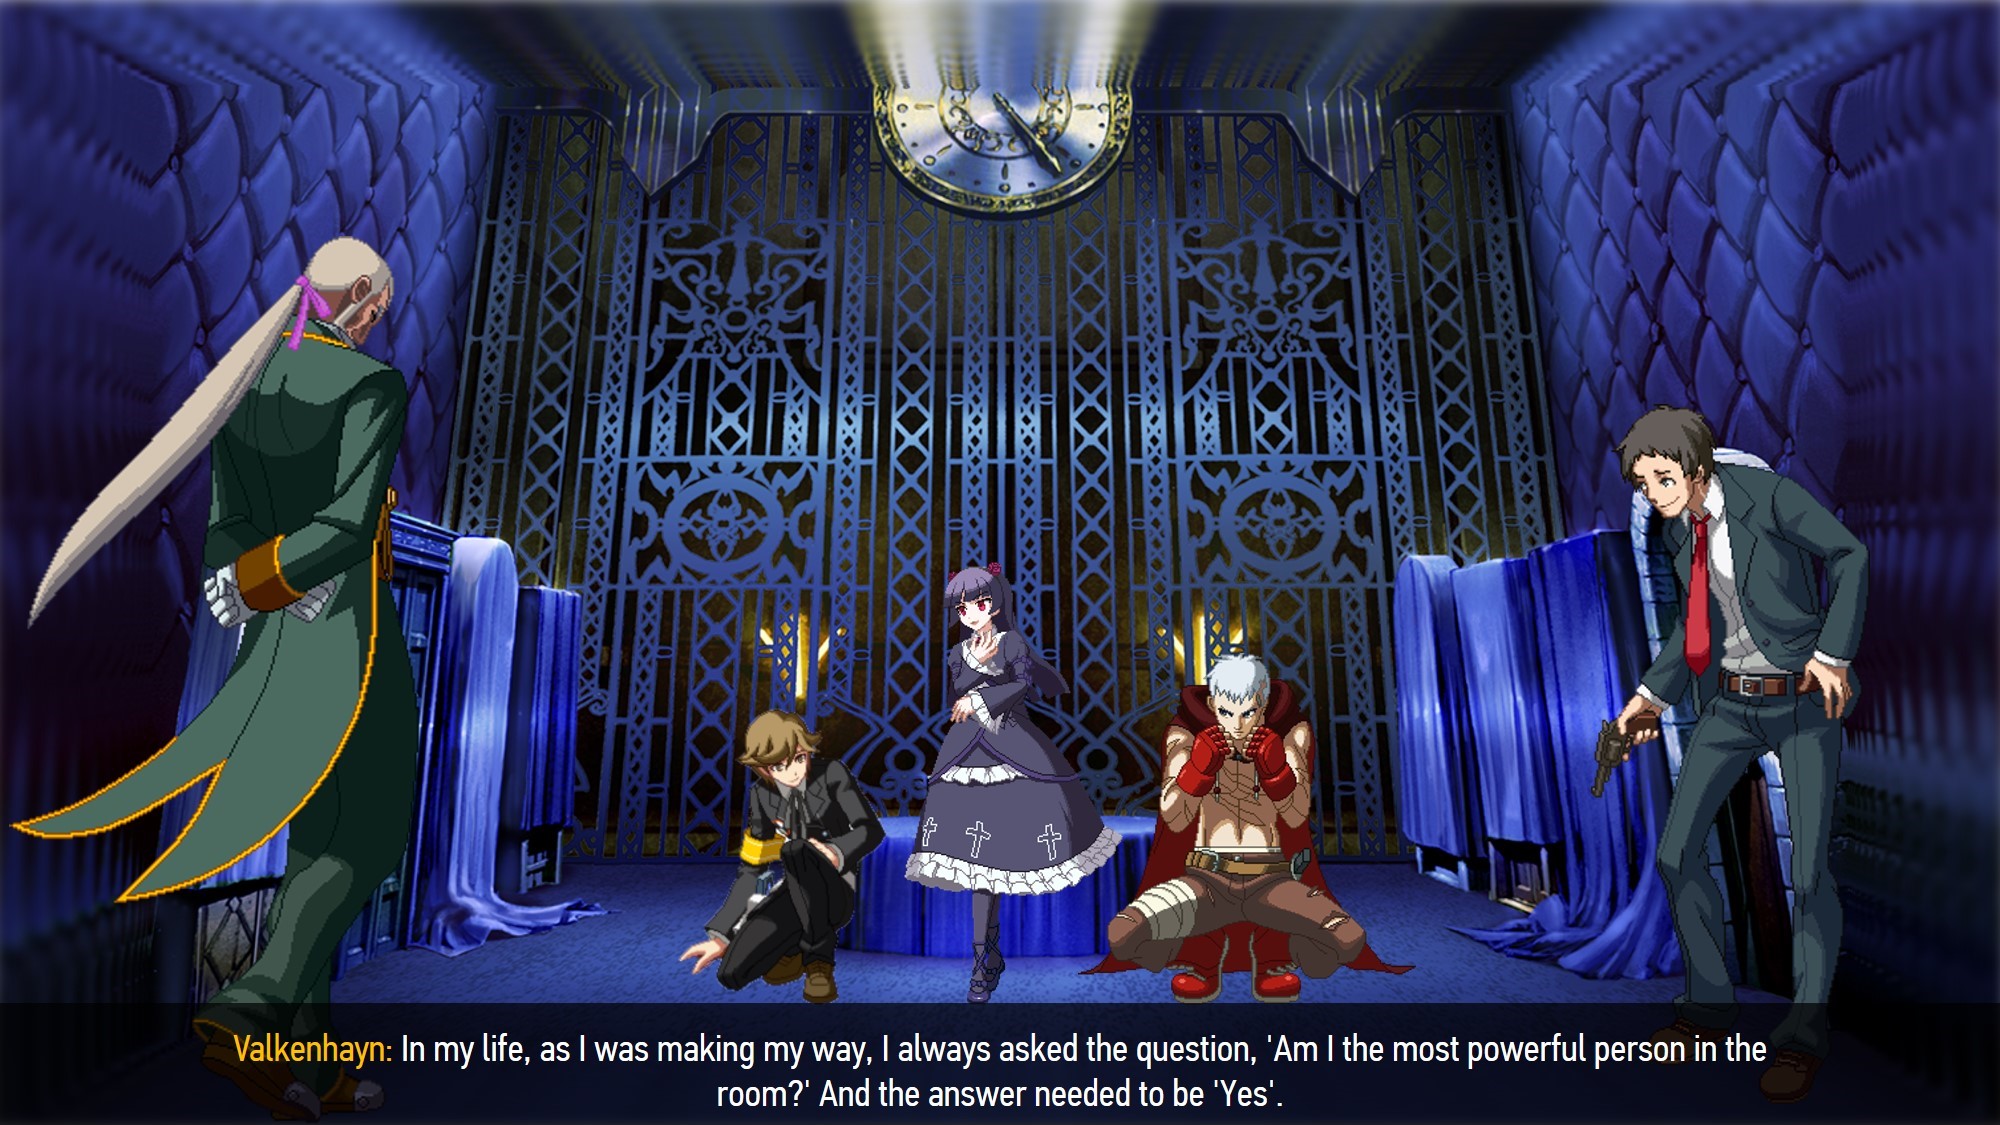 Valkenhayn: In my life, as I was making my way, I always asked the question, 'Am I the most powerful person in the
room?' And the answer needed to be 'Yes'.